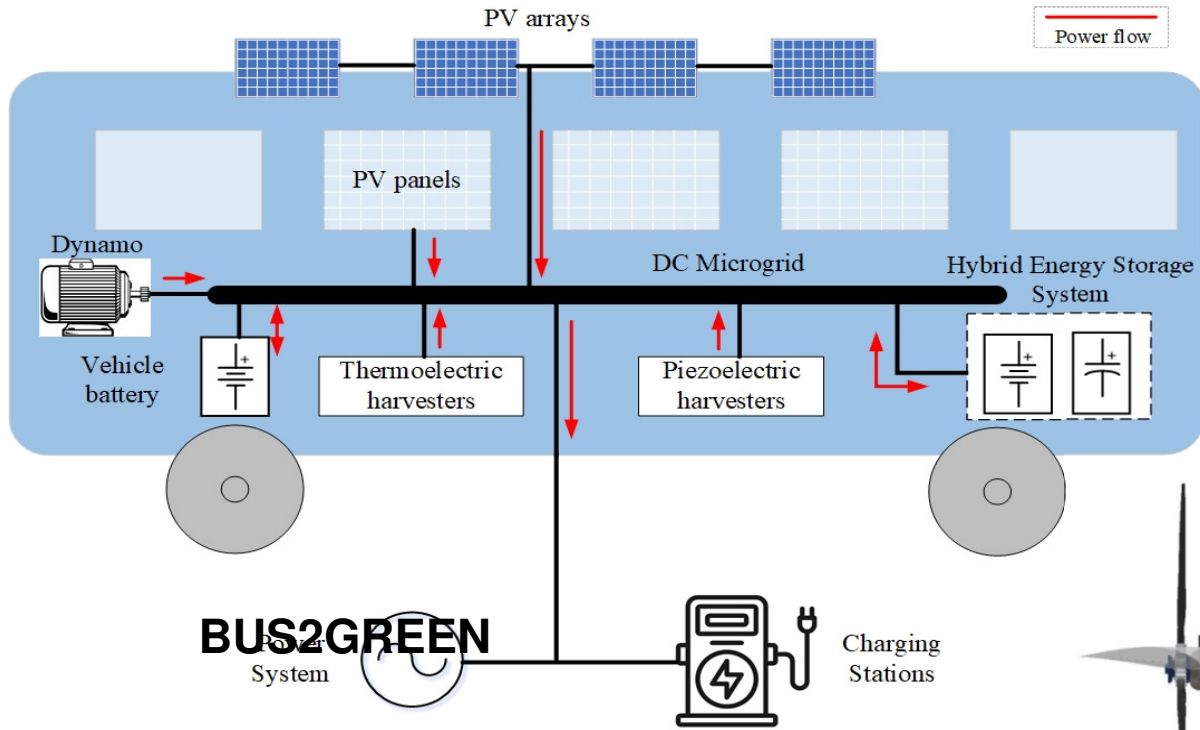 PV arrays
Power flow
PV panels
Dynamo
DC Microgrid
Hybrid Energy Storage
System
Vehicle
battery
+
Thermoelectric
harvesters
Piezoelectric
harvesters
+
+
BUS2GREEN
Power
System
Charging
Stations